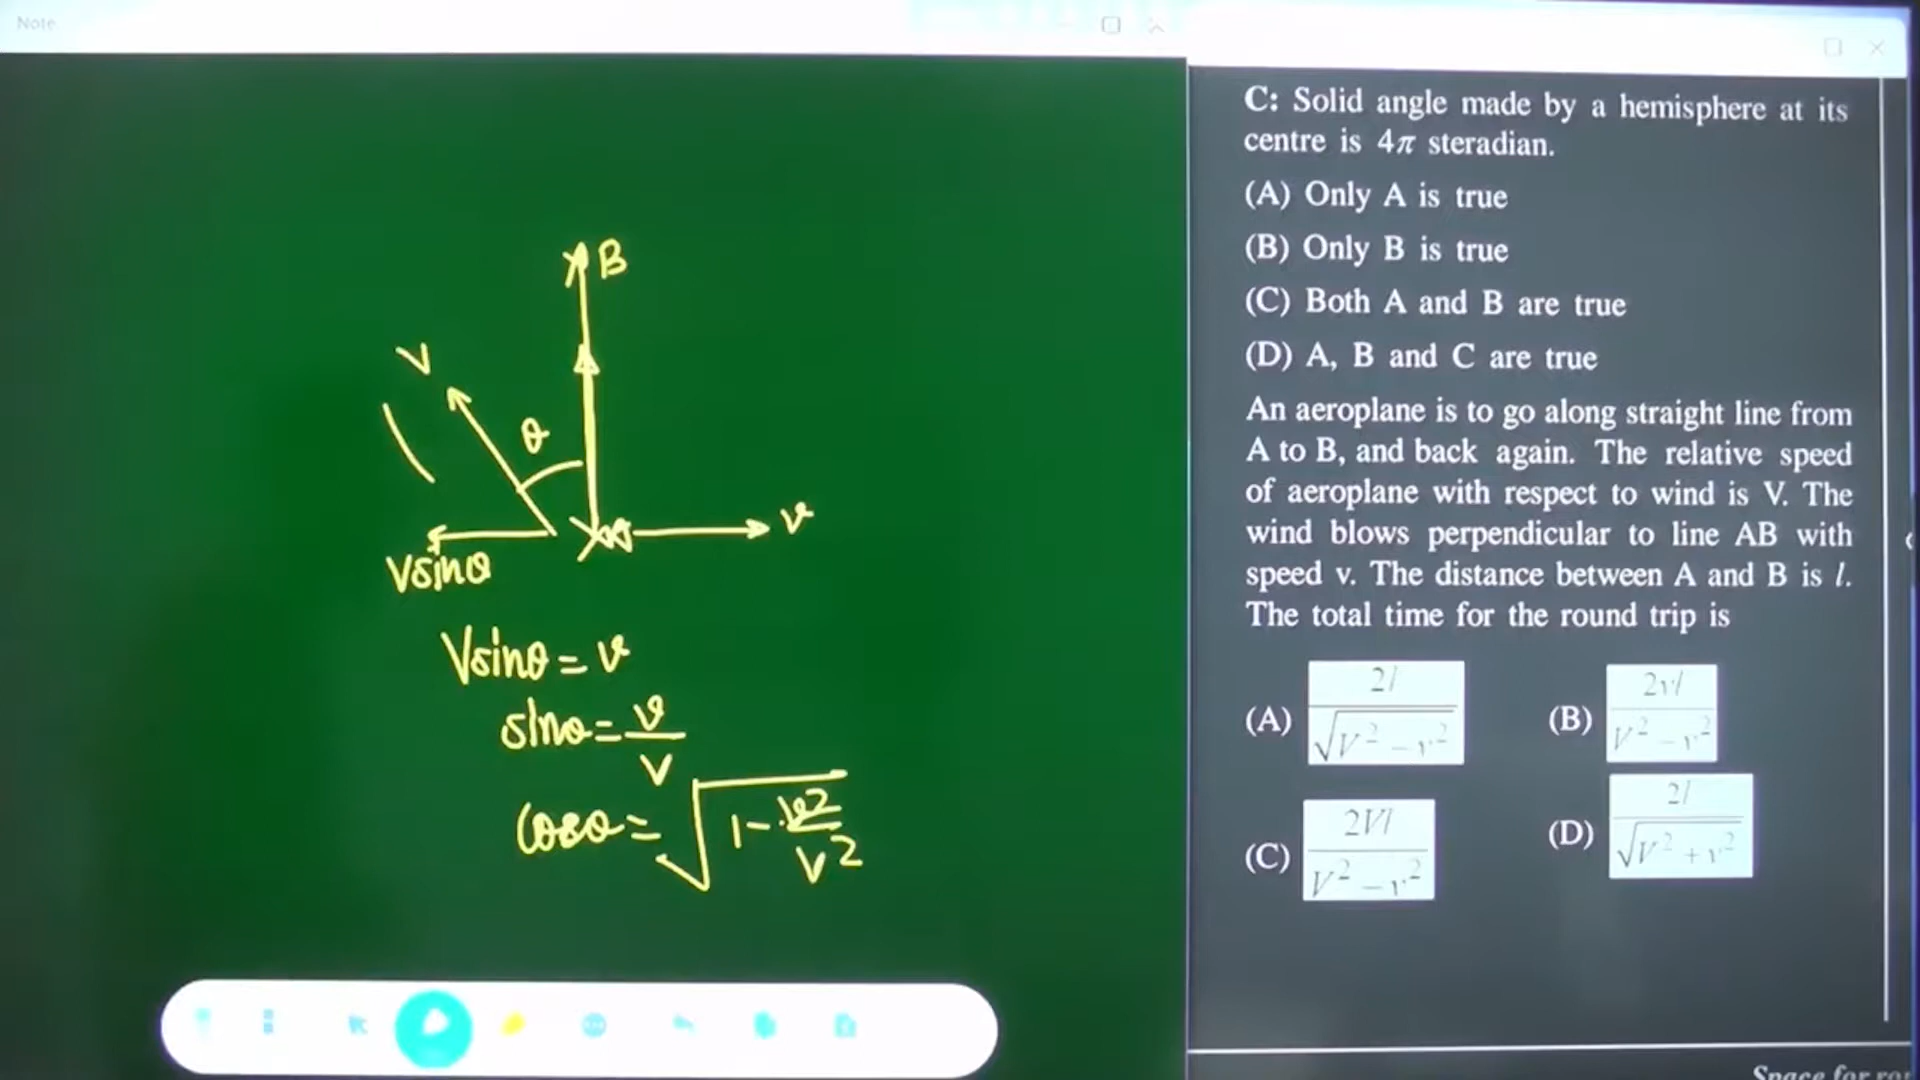 Note
B
V
θ
v
Vsinθ
Vsinθ = v
sinθ = v/V
cosθ = √(1 - v²/V²)
C: Solid angle made by a hemisphere at its
centre is 4π steradian.
(A) Only A is true
(B) Only B is true
(C) Both A and B are true
(D) A, B and C are true
An aeroplane is to go along straight line from
A to B, and back again. The relative speed
of aeroplane with respect to wind is V. The
wind blows perpendicular to line AB with
speed v. The distance between A and B is l.
The total time for the round trip is
(A) 2l/√(V² − v²) (B) 2vl/(V² − v²)
(C) 2Vl/(V² − v²) (D) 2l/√(V² + v²)
Space for